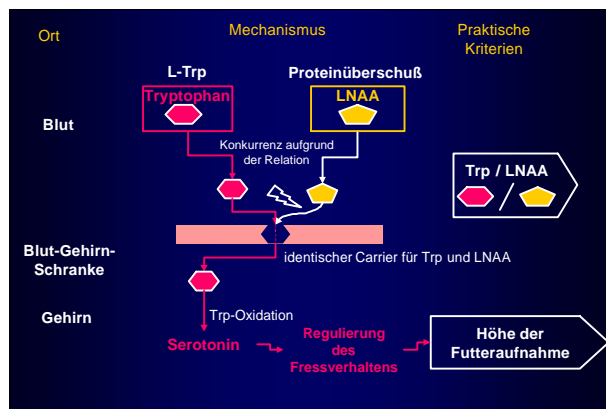 Ort
Mechanismus
Praktische
Kriterien
L-Trp
Proteinüberschuß
Tryptophan
LNAA
Blut
Konkurrenz aufgrund
der Relation
Trp / LNAA
Blut-Gehirn-
Schranke
identischer Carrier für Trp und LNAA
Gehirn
Trp-Oxidation
Serotonin
Regulierung
des
Fressverhaltens
Höhe der
Futteraufnahme